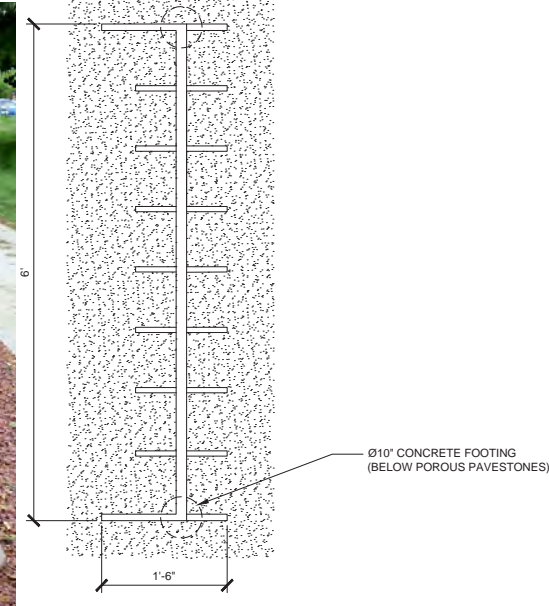 6'
Ø10" CONCRETE FOOTING
(BELOW POROUS PAVESTONES)
1'-6"